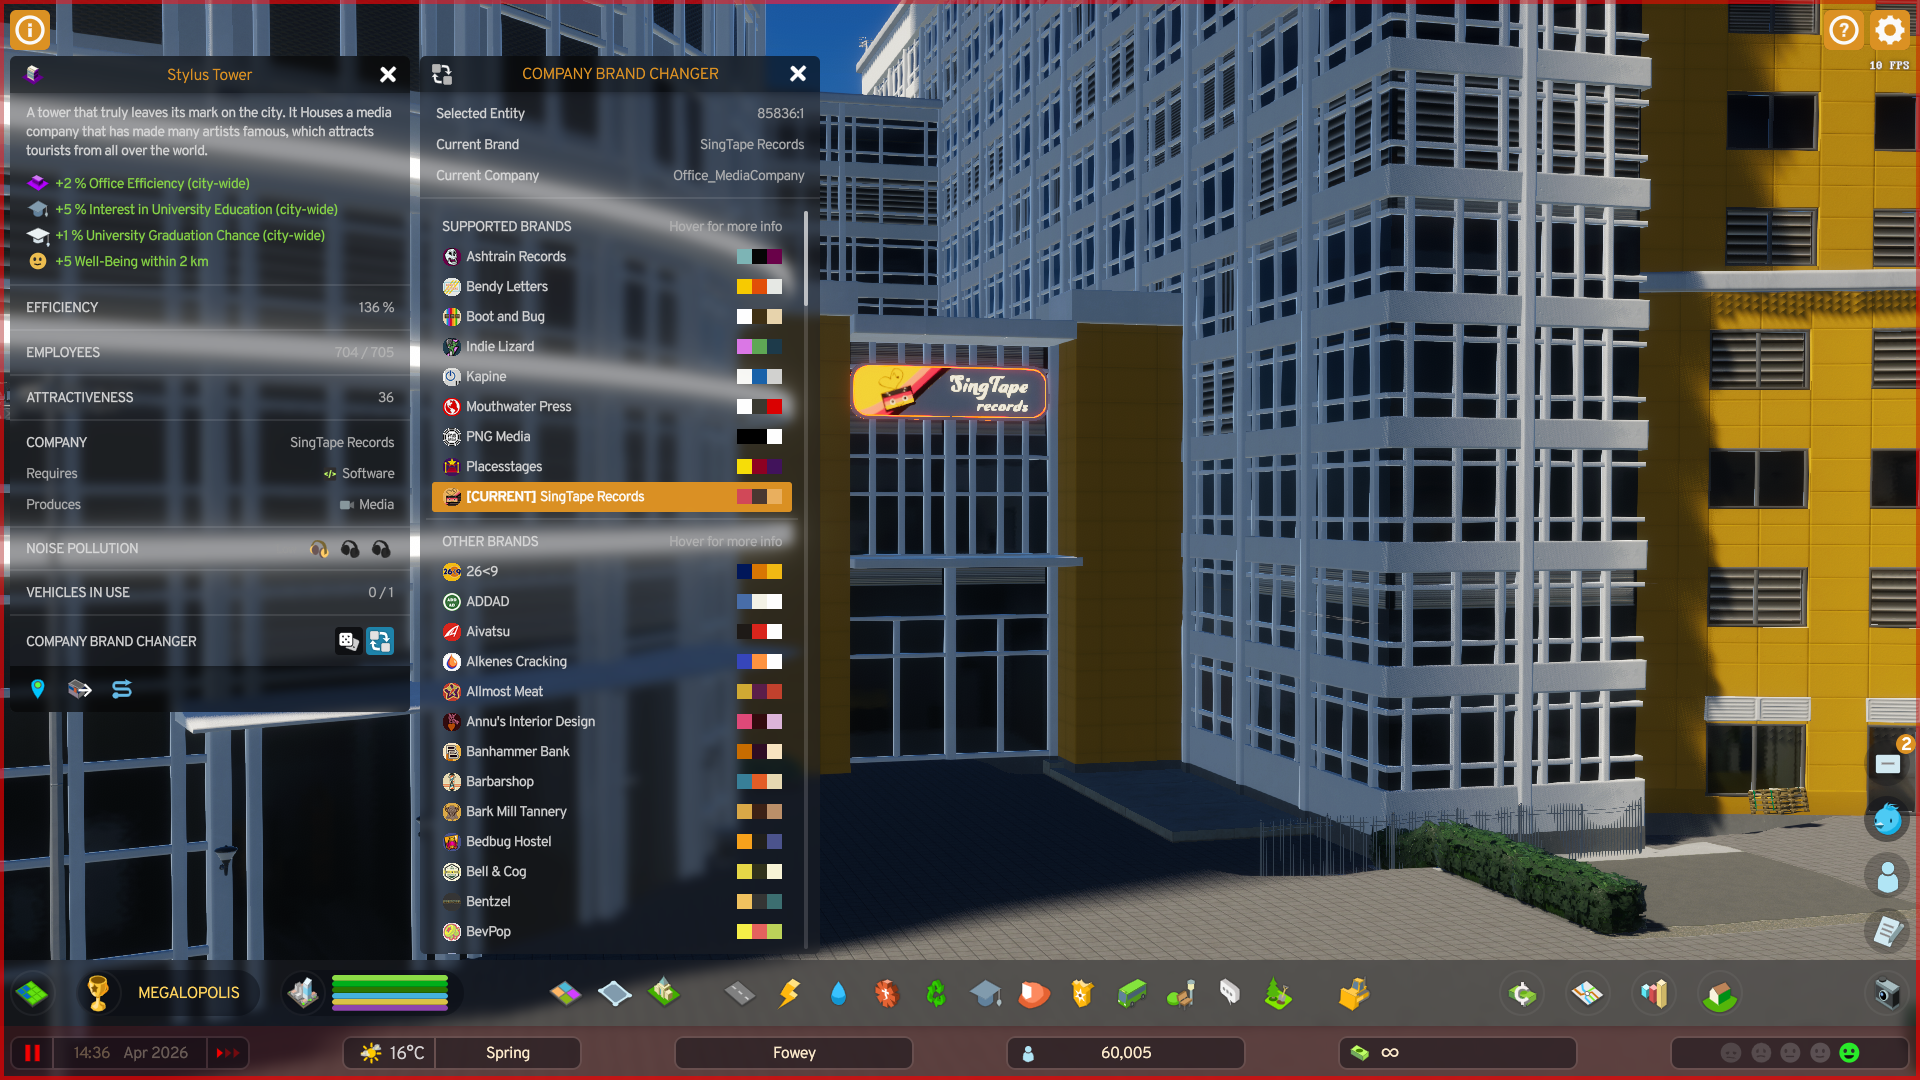 10 FPS
Stylus Tower
A tower that truly leaves its mark on the city. It Houses a media
company that has made many artists famous, which attracts
tourists from all over the world.
+2 % Office Efficiency (city-wide)
+5 % Interest in University Education (city-wide)
+1 % University Graduation Chance (city-wide)
+5 Well-Being within 2 km
EFFICIENCY 136 %
EMPLOYEES 704 / 705
ATTRACTIVENESS 36
COMPANY SingTape Records
Requires Software
Produces Media
NOISE POLLUTION
VEHICLES IN USE 0 / 1
COMPANY BRAND CHANGER
COMPANY BRAND CHANGER
Selected Entity 85836:1
Current Brand SingTape Records
Current Company Office_MediaCompany
SUPPORTED BRANDS Hover for more info
Ashtrain Records
Bendy Letters
Boot and Bug
Indie Lizard
Kapine
Mouthwater Press
PNG Media
Placesstages
[CURRENT] SingTape Records
OTHER BRANDS Hover for more info
26<9
ADDAD
Aivatsu
Alkenes Cracking
Allmost Meat
Annu's Interior Design
Banhammer Bank
Barbarshop
Bark Mill Tannery
Bedbug Hostel
Bell & Cog
Bentzel
BevPop
SingTape
records
2
MEGALOPOLIS
14:36 Apr 2026
16°C Spring
Fowey
60,005
∞